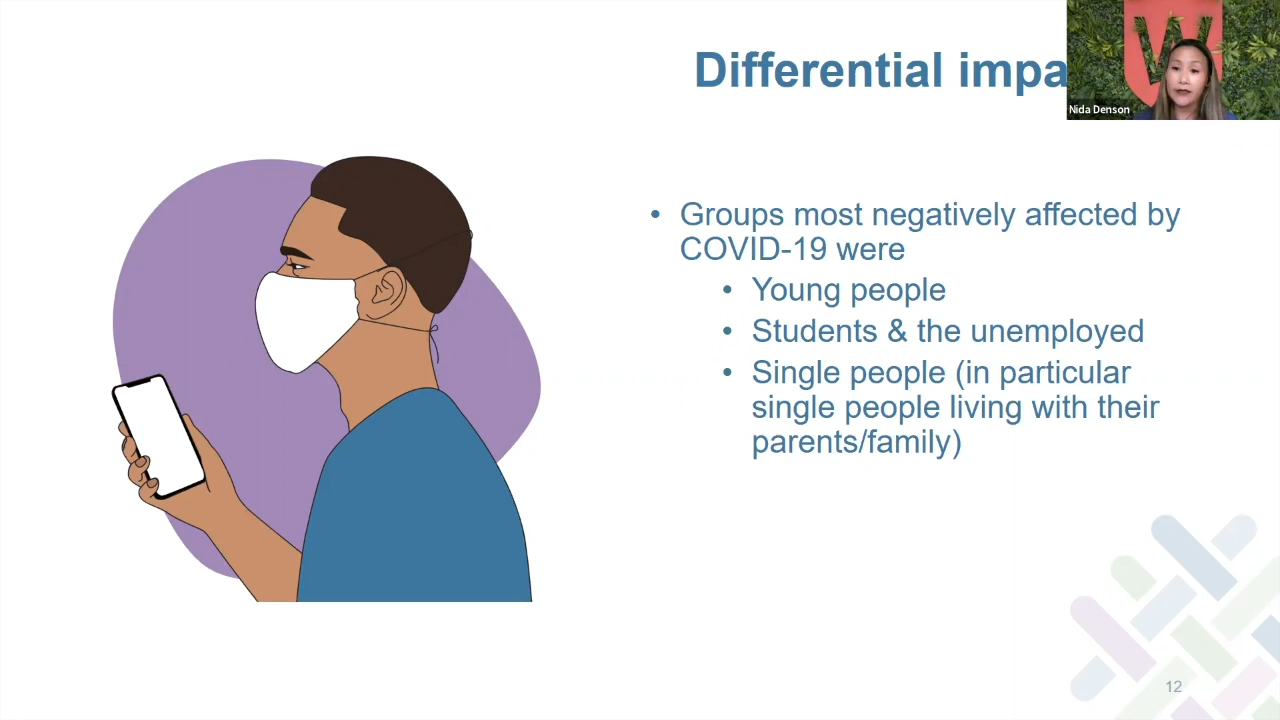 Differential impa
Nida Denson
• Groups most negatively affected by
COVID-19 were
• Young people
• Students & the unemployed
• Single people (in particular
single people living with their
parents/family)
12